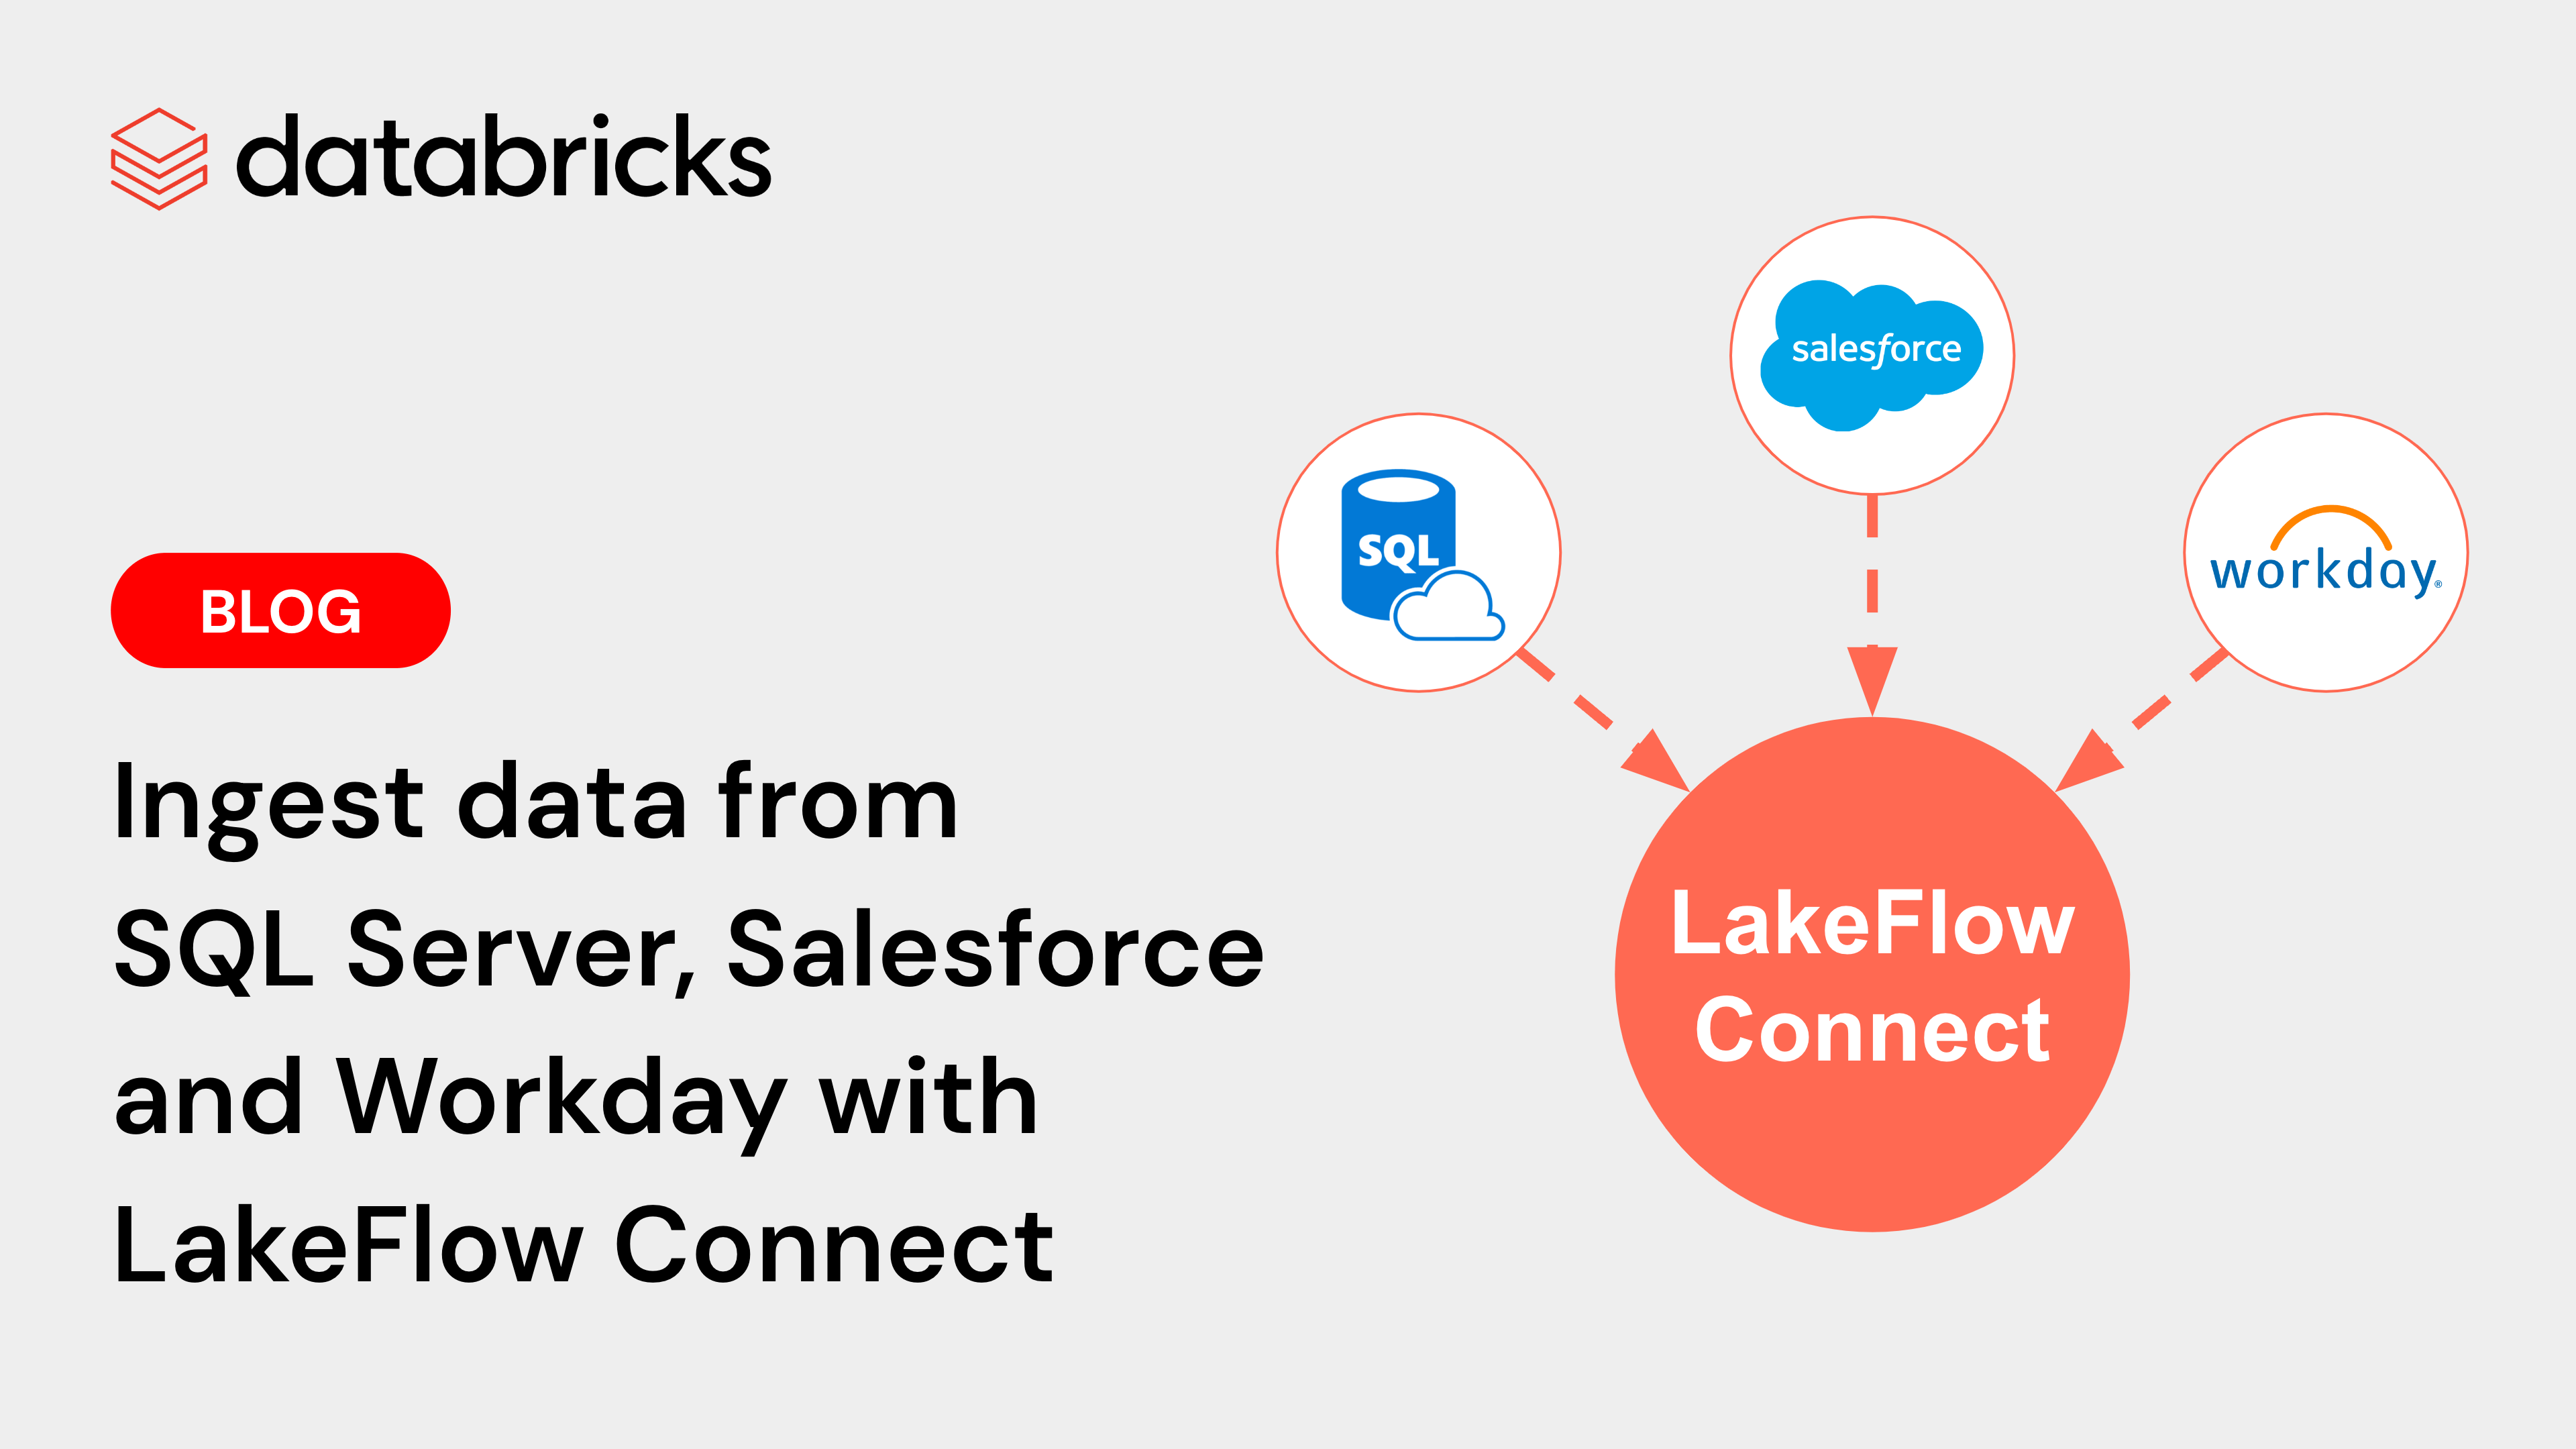 databricks
BLOG
Ingest data from
SQL Server, Salesforce
and Workday with
LakeFlow Connect
salesforce
SQL
workday®
LakeFlow
Connect